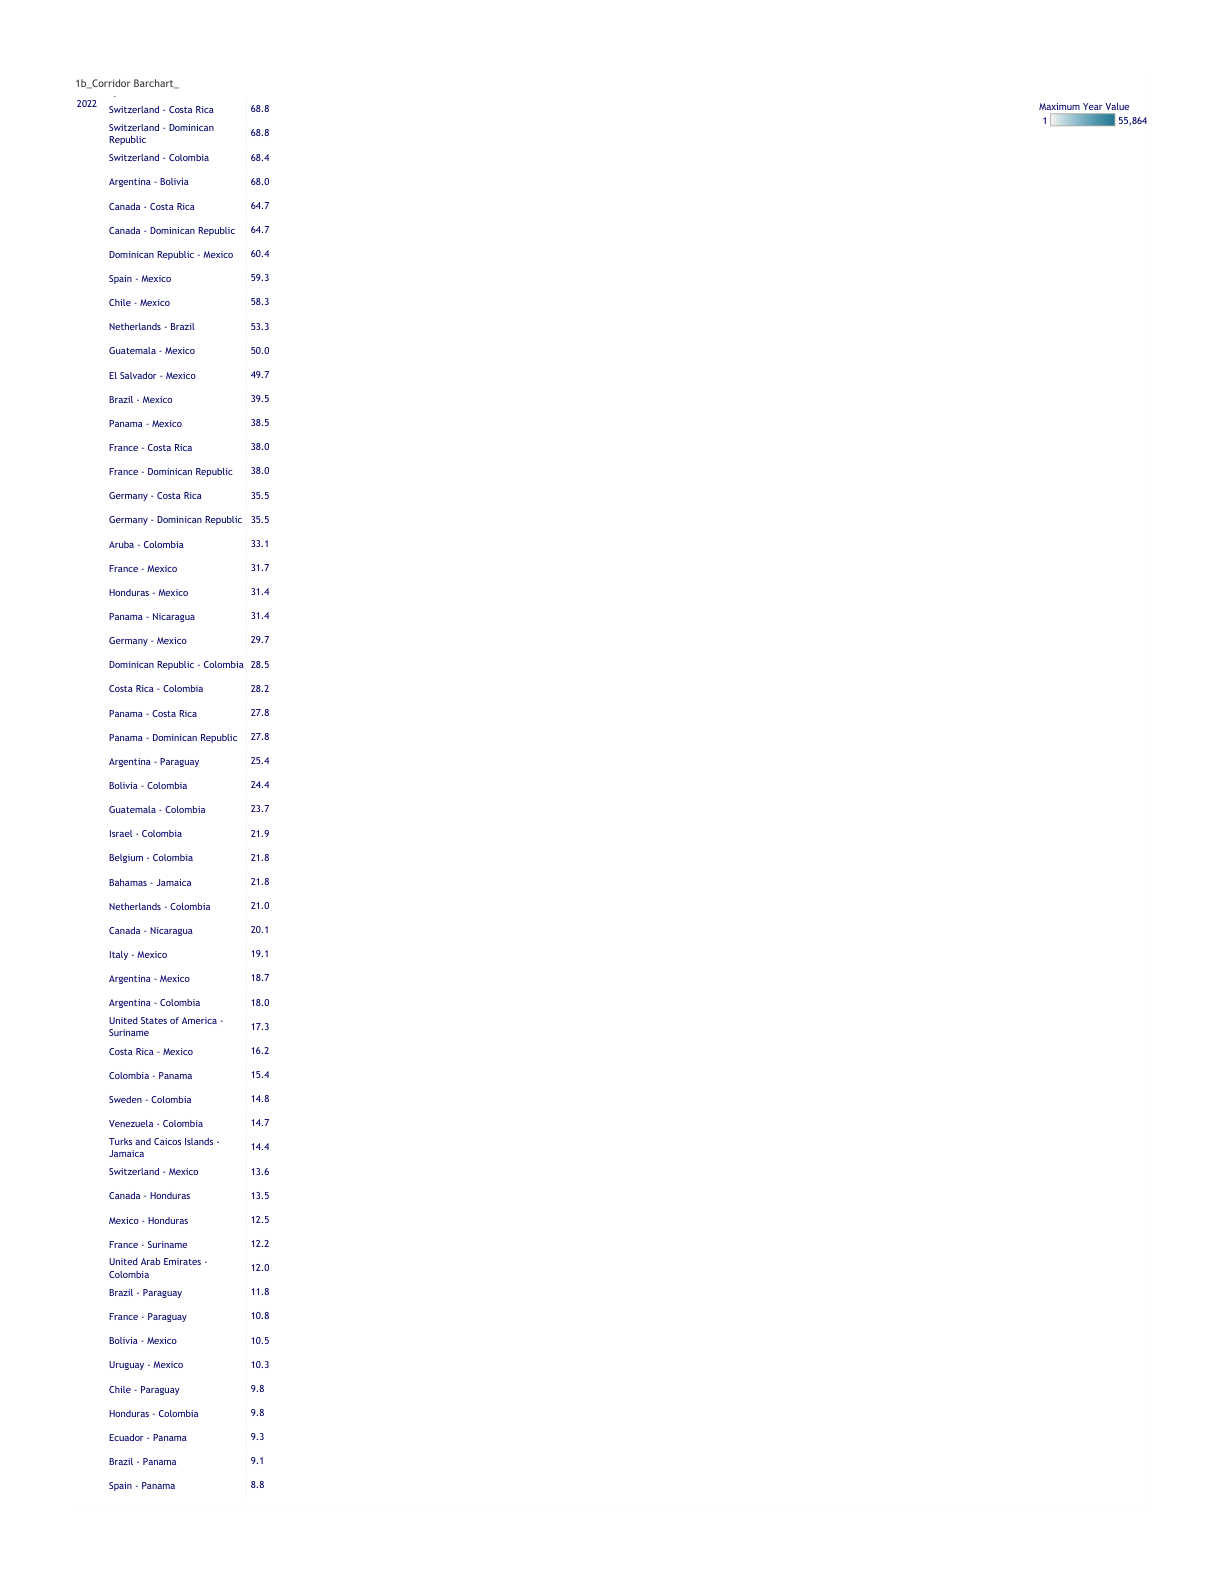 1b_Corridor Barchart_
Maximum Year Value
1 55,864
2022 Switzerland - Costa Rica 68.8
Switzerland - Dominican
Republic 68.8
Switzerland - Colombia 68.4
Argentina - Bolivia 68.0
Canada - Costa Rica 64.7
Canada - Dominican Republic 64.7
Dominican Republic - Mexico 60.4
Spain - Mexico 59.3
Chile - Mexico 58.3
Netherlands - Brazil 53.3
Guatemala - Mexico 50.0
El Salvador - Mexico 49.7
Brazil - Mexico 39.5
Panama - Mexico 38.5
France - Costa Rica 38.0
France - Dominican Republic 38.0
Germany - Costa Rica 35.5
Germany - Dominican Republic 35.5
Aruba - Colombia 33.1
France - Mexico 31.7
Honduras - Mexico 31.4
Panama - Nicaragua 31.4
Germany - Mexico 29.7
Dominican Republic - Colombia 28.5
Costa Rica - Colombia 28.2
Panama - Costa Rica 27.8
Panama - Dominican Republic 27.8
Argentina - Paraguay 25.4
Bolivia - Colombia 24.4
Guatemala - Colombia 23.7
Israel - Colombia 21.9
Belgium - Colombia 21.8
Bahamas - Jamaica 21.8
Netherlands - Colombia 21.0
Canada - Nicaragua 20.1
Italy - Mexico 19.1
Argentina - Mexico 18.7
Argentina - Colombia 18.0
United States of America -
Suriname 17.3
Costa Rica - Mexico 16.2
Colombia - Panama 15.4
Sweden - Colombia 14.8
Venezuela - Colombia 14.7
Turks and Caicos Islands -
Jamaica 14.4
Switzerland - Mexico 13.6
Canada - Honduras 13.5
Mexico - Honduras 12.5
France - Suriname 12.2
United Arab Emirates -
Colombia 12.0
Brazil - Paraguay 11.8
France - Paraguay 10.8
Bolivia - Mexico 10.5
Uruguay - Mexico 10.3
Chile - Paraguay 9.8
Honduras - Colombia 9.8
Ecuador - Panama 9.3
Brazil - Panama 9.1
Spain - Panama 8.8